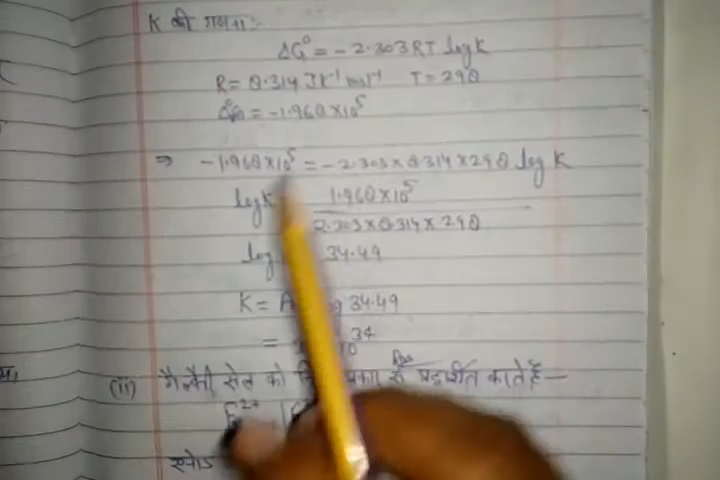 K की गणना:-
ΔG° = -2.303 RT log K
R = 8.314 JK⁻¹ mol⁻¹ T = 298
ΔG° = -1.968 × 10⁵
⇒ -1.968 × 10⁵ = -2.303 × 8.314 × 298 log K
log K 1.968 × 10⁵
2.303 × 8.314 × 298
log 34.49
K = 34.49
= 10³⁴
(ii) गैल्वैनी सेल को से प्रदर्शित करते हैं—